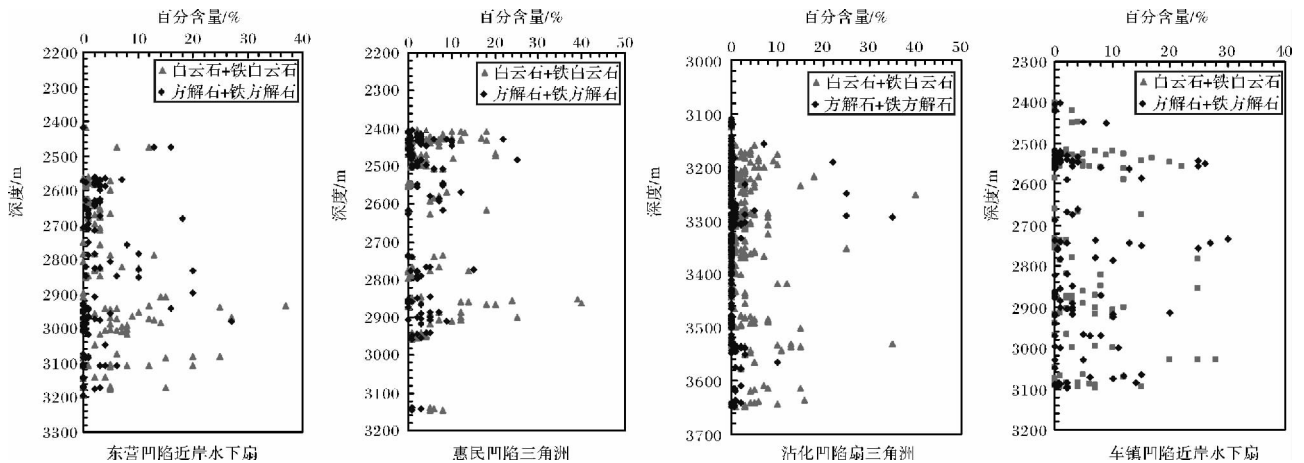 百分含量/%
0 10 20 30 40
深度/m
2200
2300
2400
2500
2600
2700
2800
2900
3000
3100
3200
3300
白云石+铁白云石
方解石+铁方解石
东营凹陷近岸水下扇
百分含量/%
0 10 20 30 40 50
深度/m
2200
2300
2400
2500
2600
2700
2800
2900
3000
3100
3200
白云石+铁白云石
方解石+铁方解石
惠民凹陷三角洲
百分含量/%
0 10 20 30 40 50
深度/m
3000
3100
3200
3300
3400
3500
3600
3700
白云石+铁白云石
方解石+铁方解石
沾化凹陷扇三角洲
百分含量/%
0 10 20 30 40
深度/m
2300
2400
2500
2600
2700
2800
2900
3000
3100
3200
白云石+铁白云石
方解石+铁方解石
车镇凹陷近岸水下扇